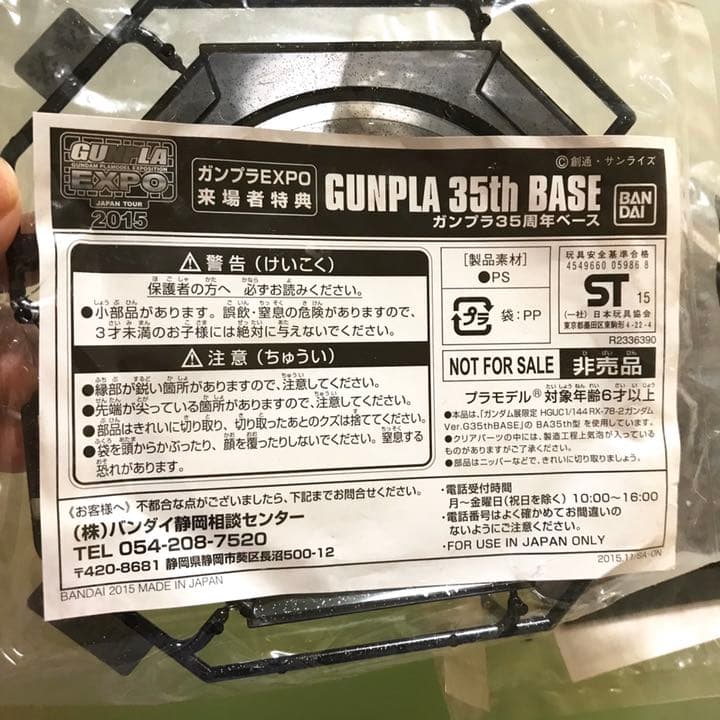 GUNPLA
GUNDAM PLAMODEL EXPOSITION
EXPO
JAPAN TOUR
2015
ガンプラEXPO
来場者特典
©創通・サンライズ
GUNPLA 35th BASE
ガンプラ35周年ベース
BAN
DAI
警告（けいこく）
保護者の方へ 必ずお読みください。
●小部品があります。誤飲・窒息の危険がありますので、
3才未満のお子様には絶対に与えないでください。
注意（ちゅうい）
●縁部が鋭い箇所がありますので、注意してください。
●先端が尖っている箇所がありますので、注意してください。
●部品はきれいに切り取り、切り取ったあとのクズは捨ててください。
●袋を頭からかぶったり、顔を覆ったりしないでください。窒息する
恐れがあります。
[製品素材]
●PS
プラ
袋：PP
玩具安全基準合格
4549660 05986 8
ST 15
(一社) 日本玩具協会
東京都墨田区東駒形4-22-4
R2336390
NOT FOR SALE 非売品
プラモデル® 対象年齢6才以上
●本品は、「ガンダム展限定 HGUC1/144 RX-78-2ガンダム
Ver.G35thBASE」の BA35th型 を使用しています。
●クリアパーツの中には、製造工程上気泡が入っている
ものがありますがご了承ください。
●部品はニッパーなどで、きれいに切り取りましょう。
《お客様へ》 不都合な点がございましたら、下記までお問合せください。
(株)バンダイ静岡相談センター
TEL 054-208-7520
〒420-8681 静岡県静岡市葵区長沼500-12
・電話受付時間
月〜金曜日(祝日を除く) 10:00〜16:00
・電話番号はよく確かめてお間違いの
ないようにご注意ください。
・FOR USE IN JAPAN ONLY
BANDAI 2015 MADE IN JAPAN
2015.11 SA-ON